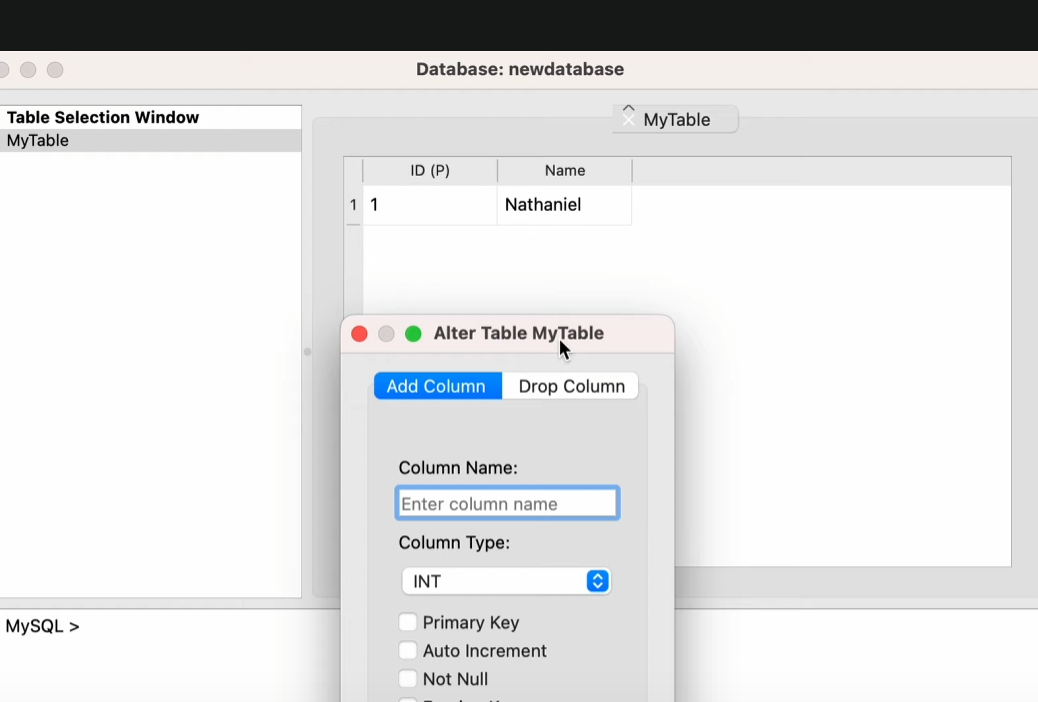 Database: newdatabase
Table Selection Window
MyTable
MyTable
ID (P) Name
1 1 Nathaniel
Alter Table MyTable
Add Column Drop Column
Column Name:
Enter column name
Column Type:
INT
Primary Key
Auto Increment
Not Null
MySQL >